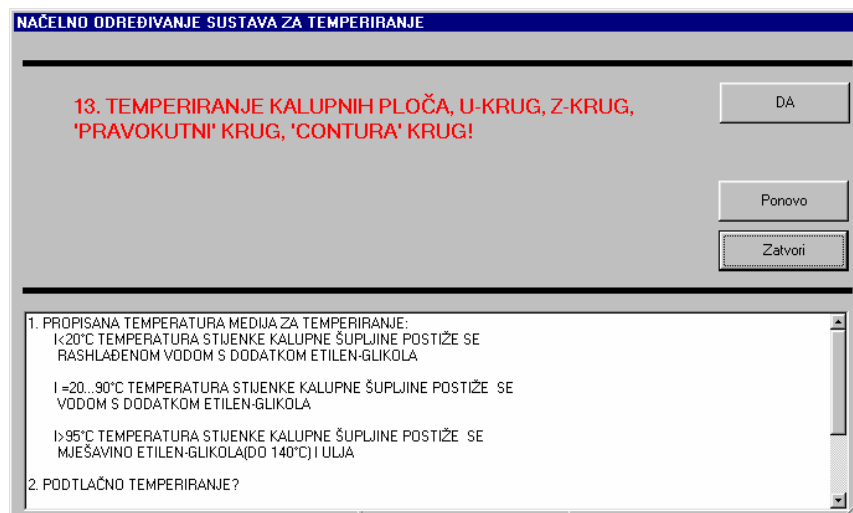 NAČELNO ODREĐIVANJE SUSTAVA ZA TEMPERIRANJE
13. TEMPERIRANJE KALUPNIH PLOČA, U-KRUG, Z-KRUG,
'PRAVOKUTNI' KRUG, 'CONTURA' KRUG!
DA
Ponovo
Zatvori
1. PROPISANA TEMPERATURA MEDIJA ZA TEMPERIRANJE:
I<20°C TEMPERATURA STIJENKE KALUPNE ŠUPLJINE POSTIŽE SE
RASHLAĐENOM VODOM S DODATKOM ETILEN-GLIKOLA
I =20...90°C TEMPERATURA STIJENKE KALUPNE ŠUPLJINE POSTIŽE SE
VODOM S DODATKOM ETILEN-GLIKOLA
I>95°C TEMPERATURA STIJENKE KALUPNE ŠUPLJINE POSTIŽE SE
MJEŠAVINO ETILEN-GLIKOLA(DO 140°C) I ULJA
2. PODTLAČNO TEMPERIRANJE?